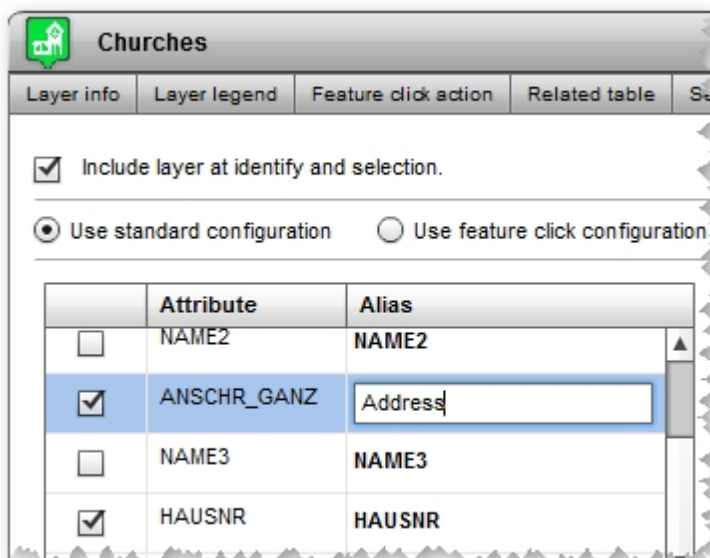 Churches
Layer info Layer legend Feature click action Related table
Include layer at identify and selection.
Use standard configuration Use feature click configuration
Attribute Alias
NAME2 NAME2
ANSCHR_GANZ Address
NAME3 NAME3
HAUSNR HAUSNR